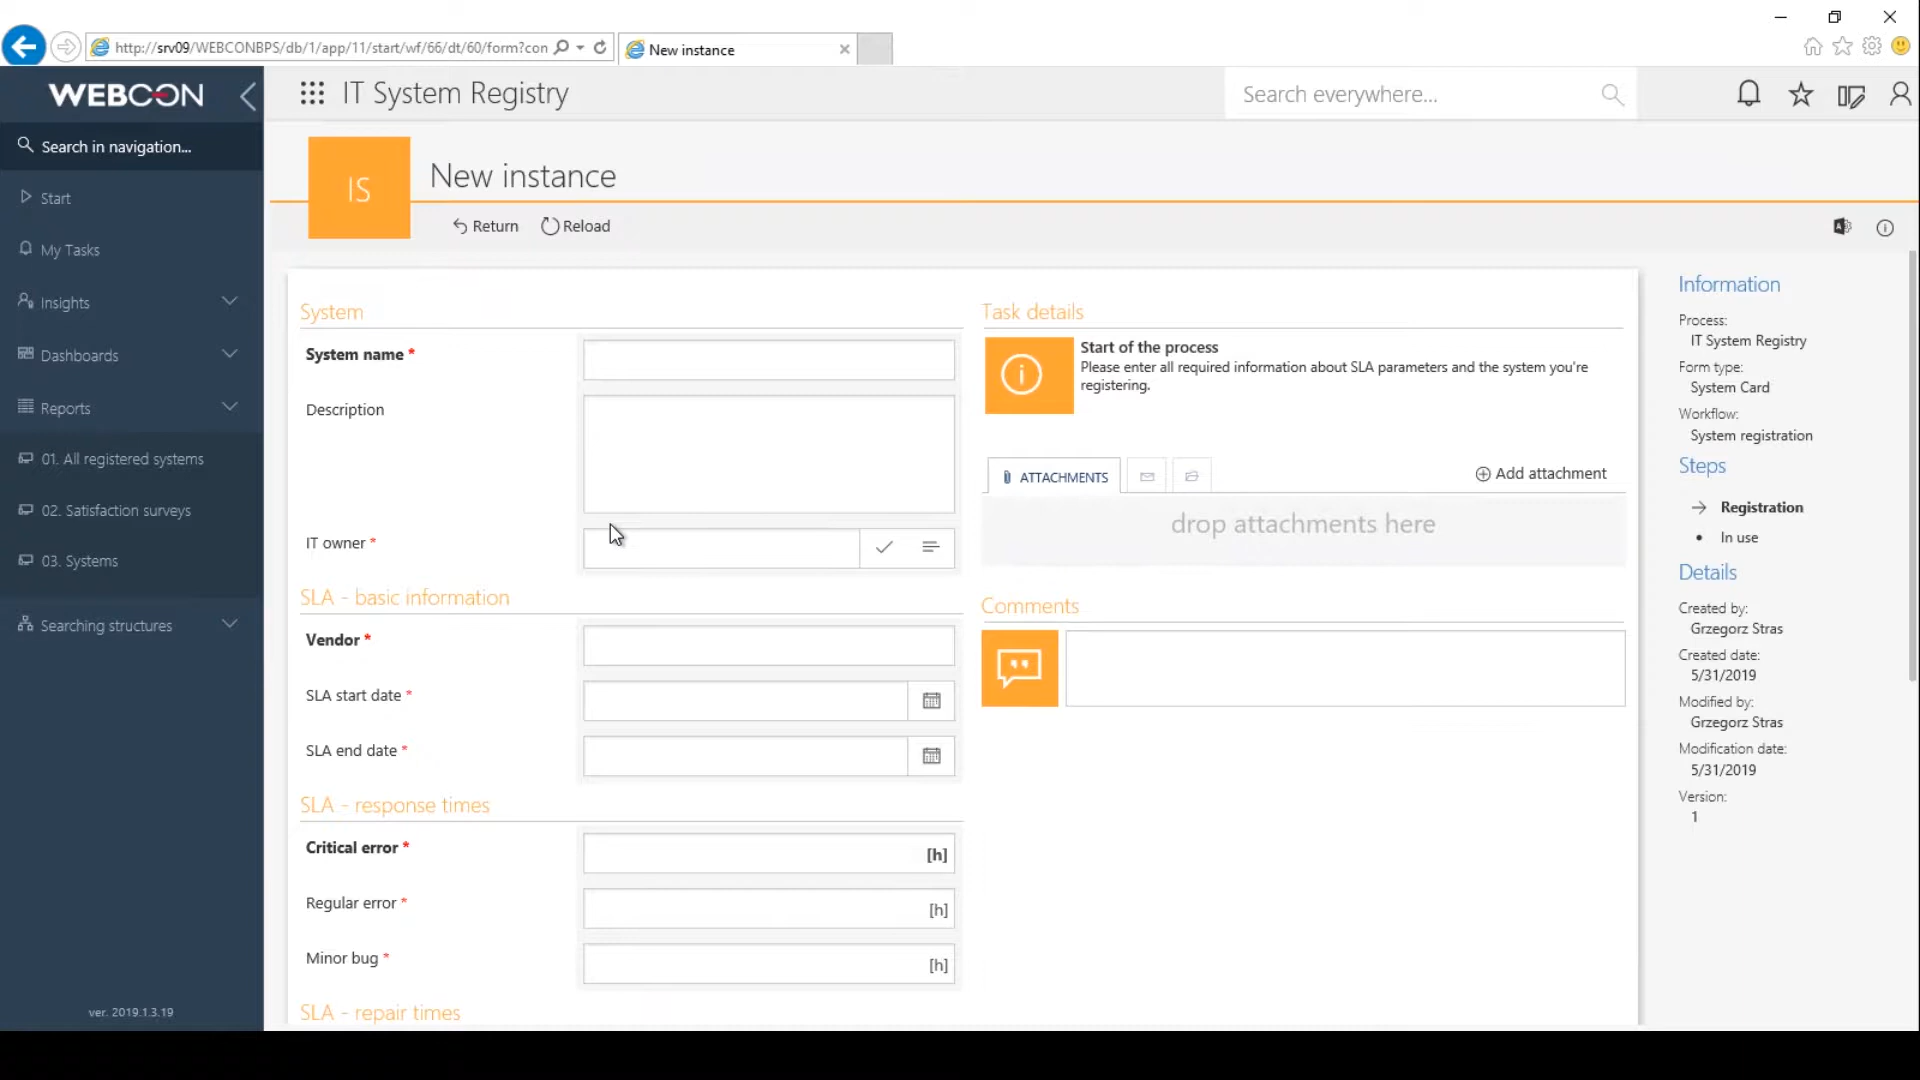 http://srv09/WEBCONBPS/db/1/app/11/start/wf/66/dt/60/form?con
New instance
WEBCON
IT System Registry
Search everywhere...
Search in navigation...
Start
My Tasks
Insights
Dashboards
Reports
01. All registered systems
02. Satisfaction surveys
03. Systems
Searching structures
ver. 2019.1.3.19
IS
New instance
Return
Reload
System
System name *
Description
IT owner *
SLA - basic information
Vendor *
SLA start date *
SLA end date *
SLA - response times
Critical error *
[h]
Regular error *
[h]
Minor bug *
[h]
SLA - repair times
Task details
Start of the process
Please enter all required information about SLA parameters and the system you're
registering.
ATTACHMENTS
Add attachment
drop attachments here
Comments
Information
Process:
IT System Registry
Form type:
System Card
Workflow:
System registration
Steps
Registration
In use
Details
Created by:
Grzegorz Stras
Created date:
5/31/2019
Modified by:
Grzegorz Stras
Modification date:
5/31/2019
Version:
1